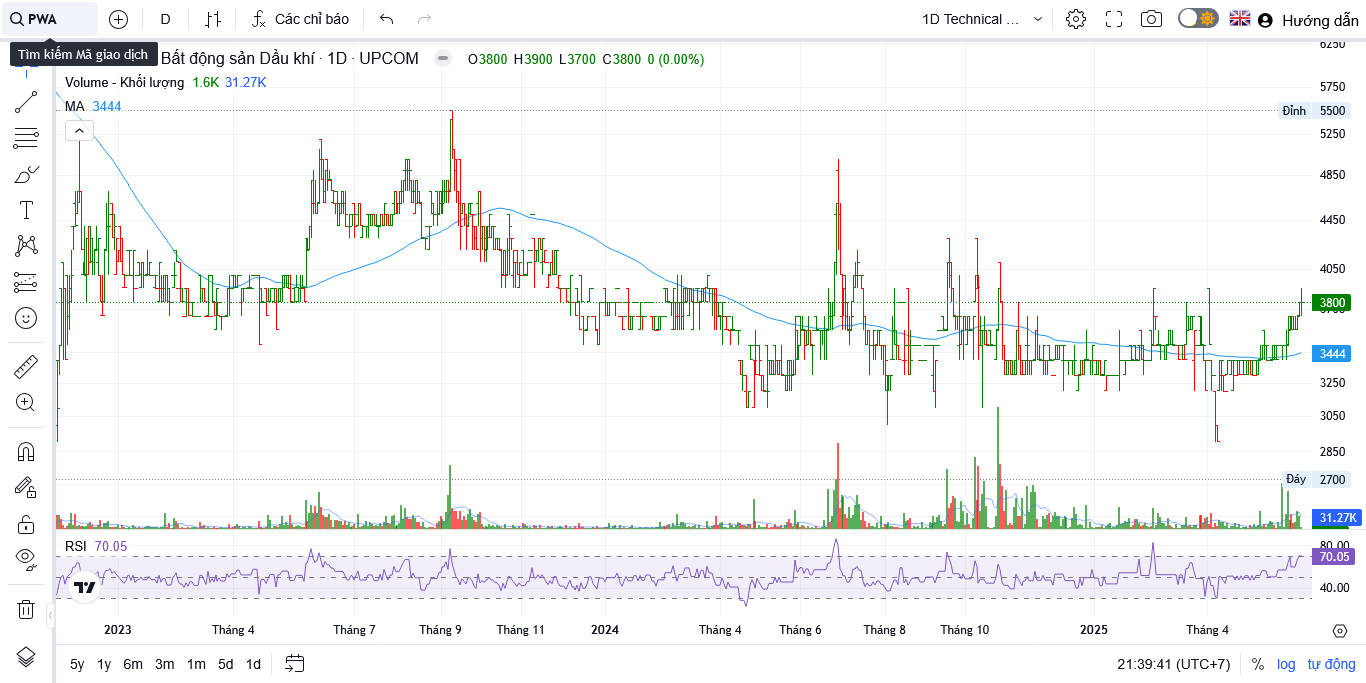 PWA D Các chỉ báo 1D Technical ... Hướng dẫn
Tìm kiếm Mã giao dịch Bất động sản Dầu khí · 1D · UPCOM O3800 H3900 L3700 C3800 0 (0.00%)
Volume - Khối lượng 1.6K 31.27K
MA 3444
6250
5750
Đỉnh 5500
5250
4850
4450
4050
3800
3700
3444
3250
3050
2850
Đáy 2700
31.27K
RSI 70.05
80.00
70.05
40.00
2023 Tháng 4 Tháng 7 Tháng 9 Tháng 11 2024 Tháng 4 Tháng 6 Tháng 8 Tháng 10 2025 Tháng 4
5y 1y 6m 3m 1m 5d 1d 21:39:41 (UTC+7) % log tự động